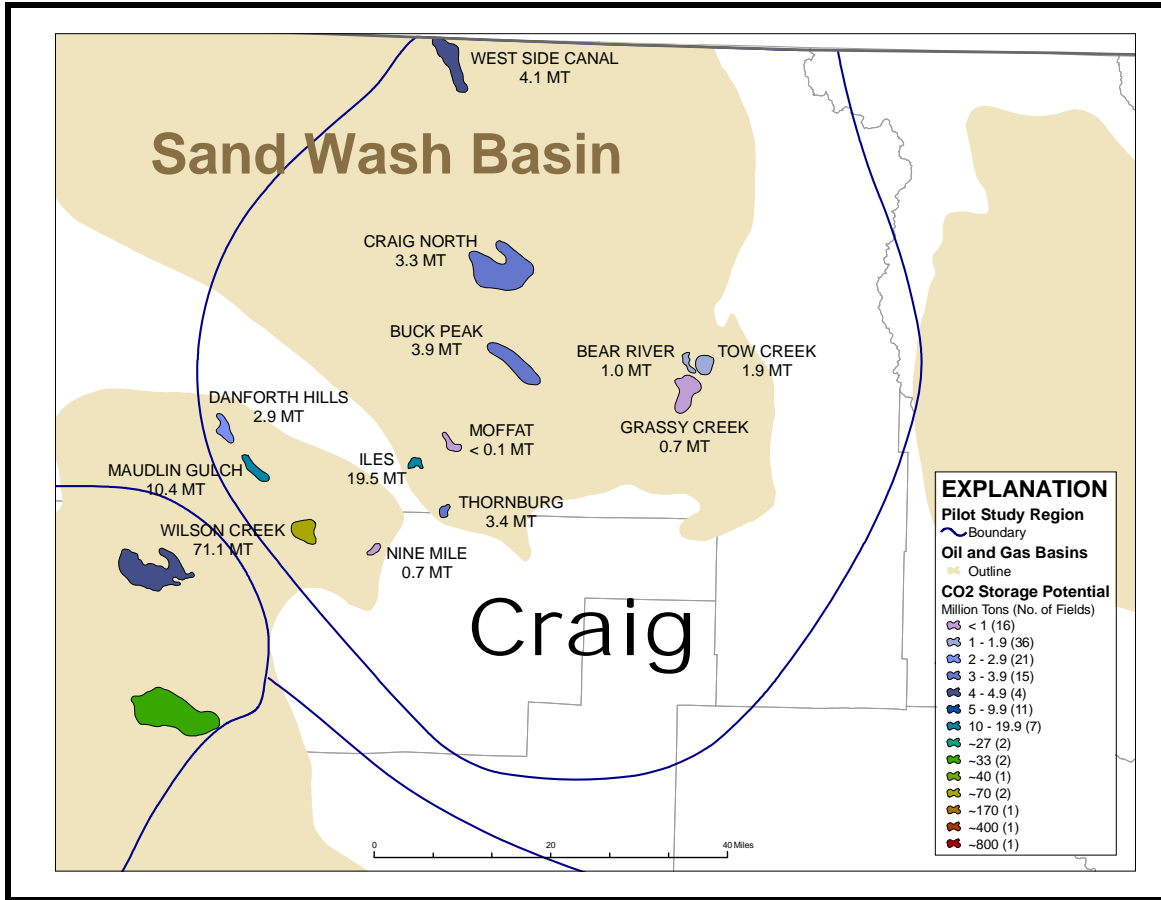 WEST SIDE CANAL
4.1 MT
Sand Wash Basin
CRAIG NORTH
3.3 MT
BUCK PEAK
3.9 MT
BEAR RIVER
1.0 MT
TOW CREEK
1.9 MT
GRASSY CREEK
0.7 MT
DANFORTH HILLS
2.9 MT
MOFFAT
< 0.1 MT
ILES
19.5 MT
MAUDLIN GULCH
10.4 MT
THORNBURG
3.4 MT
WILSON CREEK
71.1 MT
NINE MILE
0.7 MT
Craig
EXPLANATION
Pilot Study Region
Boundary
Oil and Gas Basins
Outline
CO2 Storage Potential
Million Tons (No. of Fields)
< 1 (16)
1 - 1.9 (36)
2 - 2.9 (21)
3 - 3.9 (15)
4 - 4.9 (4)
5 - 9.9 (11)
10 - 19.9 (7)
~27 (2)
~33 (2)
~40 (1)
~70 (2)
~170 (1)
~400 (1)
~800 (1)
0 20 40 Miles